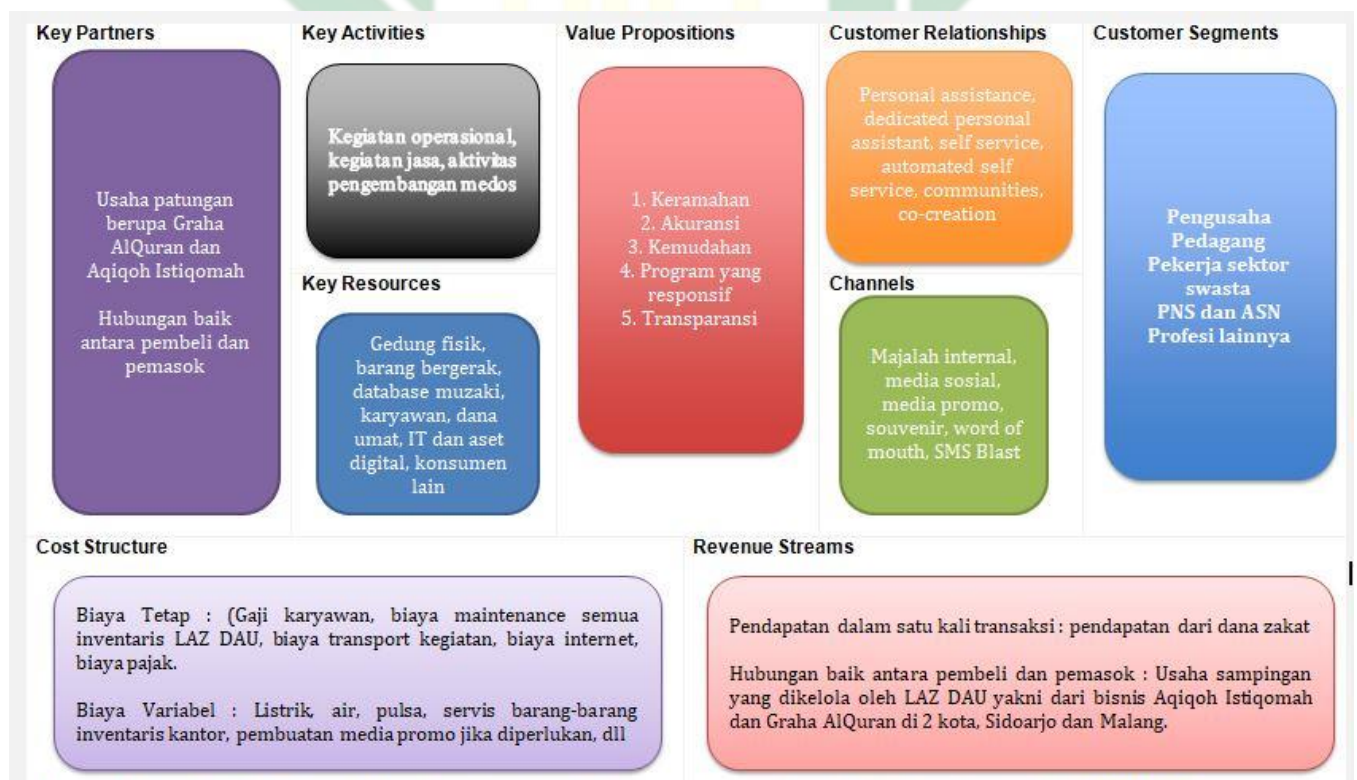 Key Partners
Usaha patungan
berupa Graha
AlQuran dan
Aqiqoh Istiqomah
Hubungan baik
antara pembeli dan
pemasok
Key Activities
Kegiatan operasional,
kegiatan jasa, aktivitas
pengembangan medos
Key Resources
Gedung fisik,
barang bergerak,
database muzaki,
karyawan, dana
umat, IT dan aset
digital, konsumen
lain
Value Propositions
1. Keramahan
2. Akuransi
3. Kemudahan
4. Program yang
responsif
5. Transparansi
Customer Relationships
Personal assistance,
dedicated personal
assistant, self service,
automated self
service, communities,
co-creation
Channels
Majalah internal,
media sosial,
media promo,
souvenir, word of
mouth, SMS Blast
Customer Segments
Pengusaha
Pedagang
Pekerja sektor
swasta
PNS dan ASN
Profesi lainnya
Cost Structure
Biaya Tetap : (Gaji karyawan, biaya maintenance semua
inventaris LAZ DAU, biaya transport kegiatan, biaya internet,
biaya pajak.
Biaya Variabel : Listrik, air, pulsa, servis barang-barang
inventaris kantor, pembuatan media promo jika diperlukan, dll
Revenue Streams
Pendapatan dalam satu kali transaksi : pendapatan dari dana zakat
Hubungan baik antara pembeli dan pemasok : Usaha sampingan
yang dikelola oleh LAZ DAU yakni dari bisnis Aqiqoh Istiqomah
dan Graha AlQuran di 2 kota, Sidoarjo dan Malang.